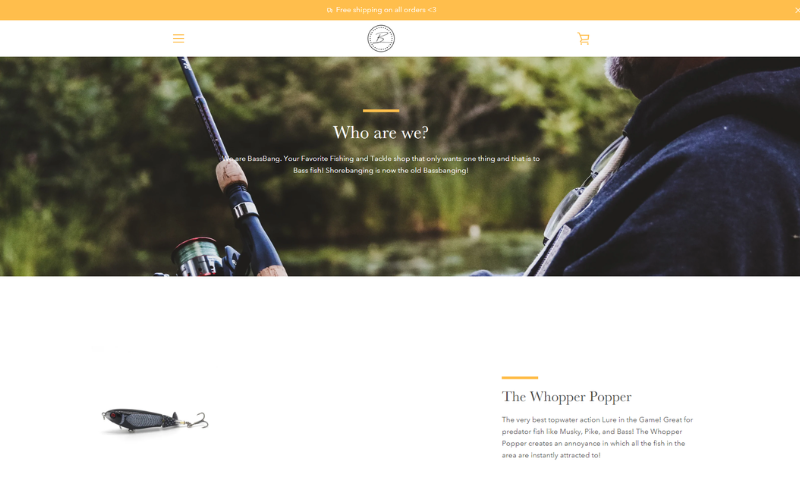 Free shipping on all orders <3
B
Who are we?
We are BassBang. Your Favorite Fishing and Tackle shop that only wants one thing and that is to
Bass fish! Shorebanging is now the old Bassbanging!
The Whopper Popper
The very best topwater action Lure in the Game! Great for
predator fish like Musky, Pike, and Bass! The Whopper
Popper creates an annoyance in which all the fish in the
area are instantly attracted to!